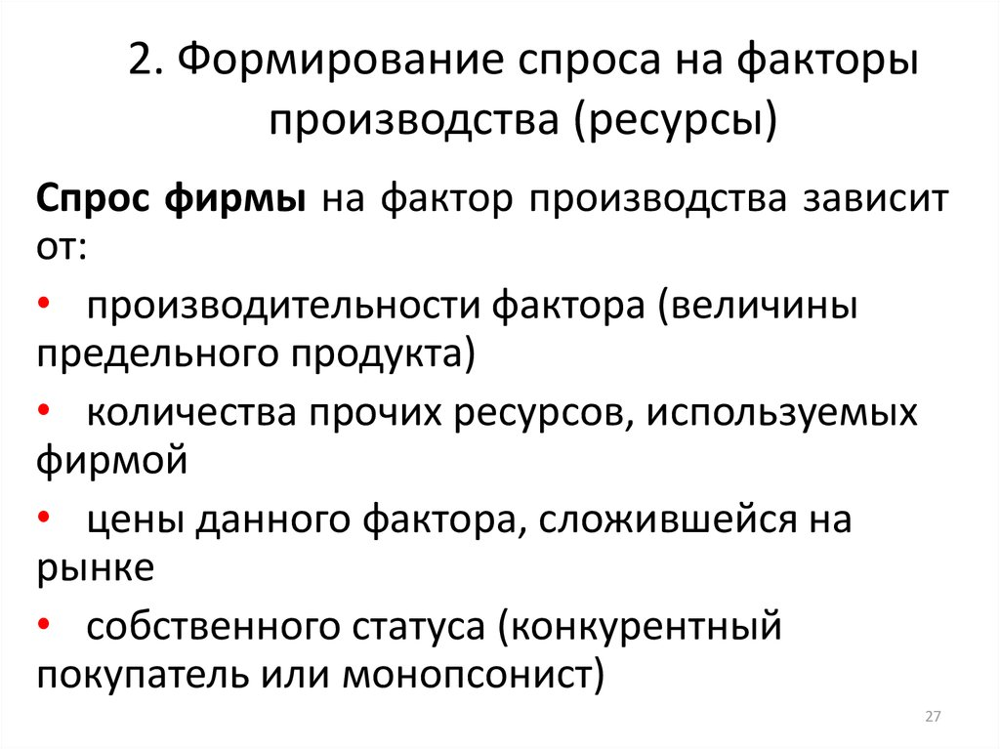 2. Формирование спроса на факторы
производства (ресурсы)
Спрос фирмы на фактор производства зависит
от:
• производительности фактора (величины
предельного продукта)
• количества прочих ресурсов, используемых
фирмой
• цены данного фактора, сложившейся на
рынке
• собственного статуса (конкурентный
покупатель или монопсонист)
27